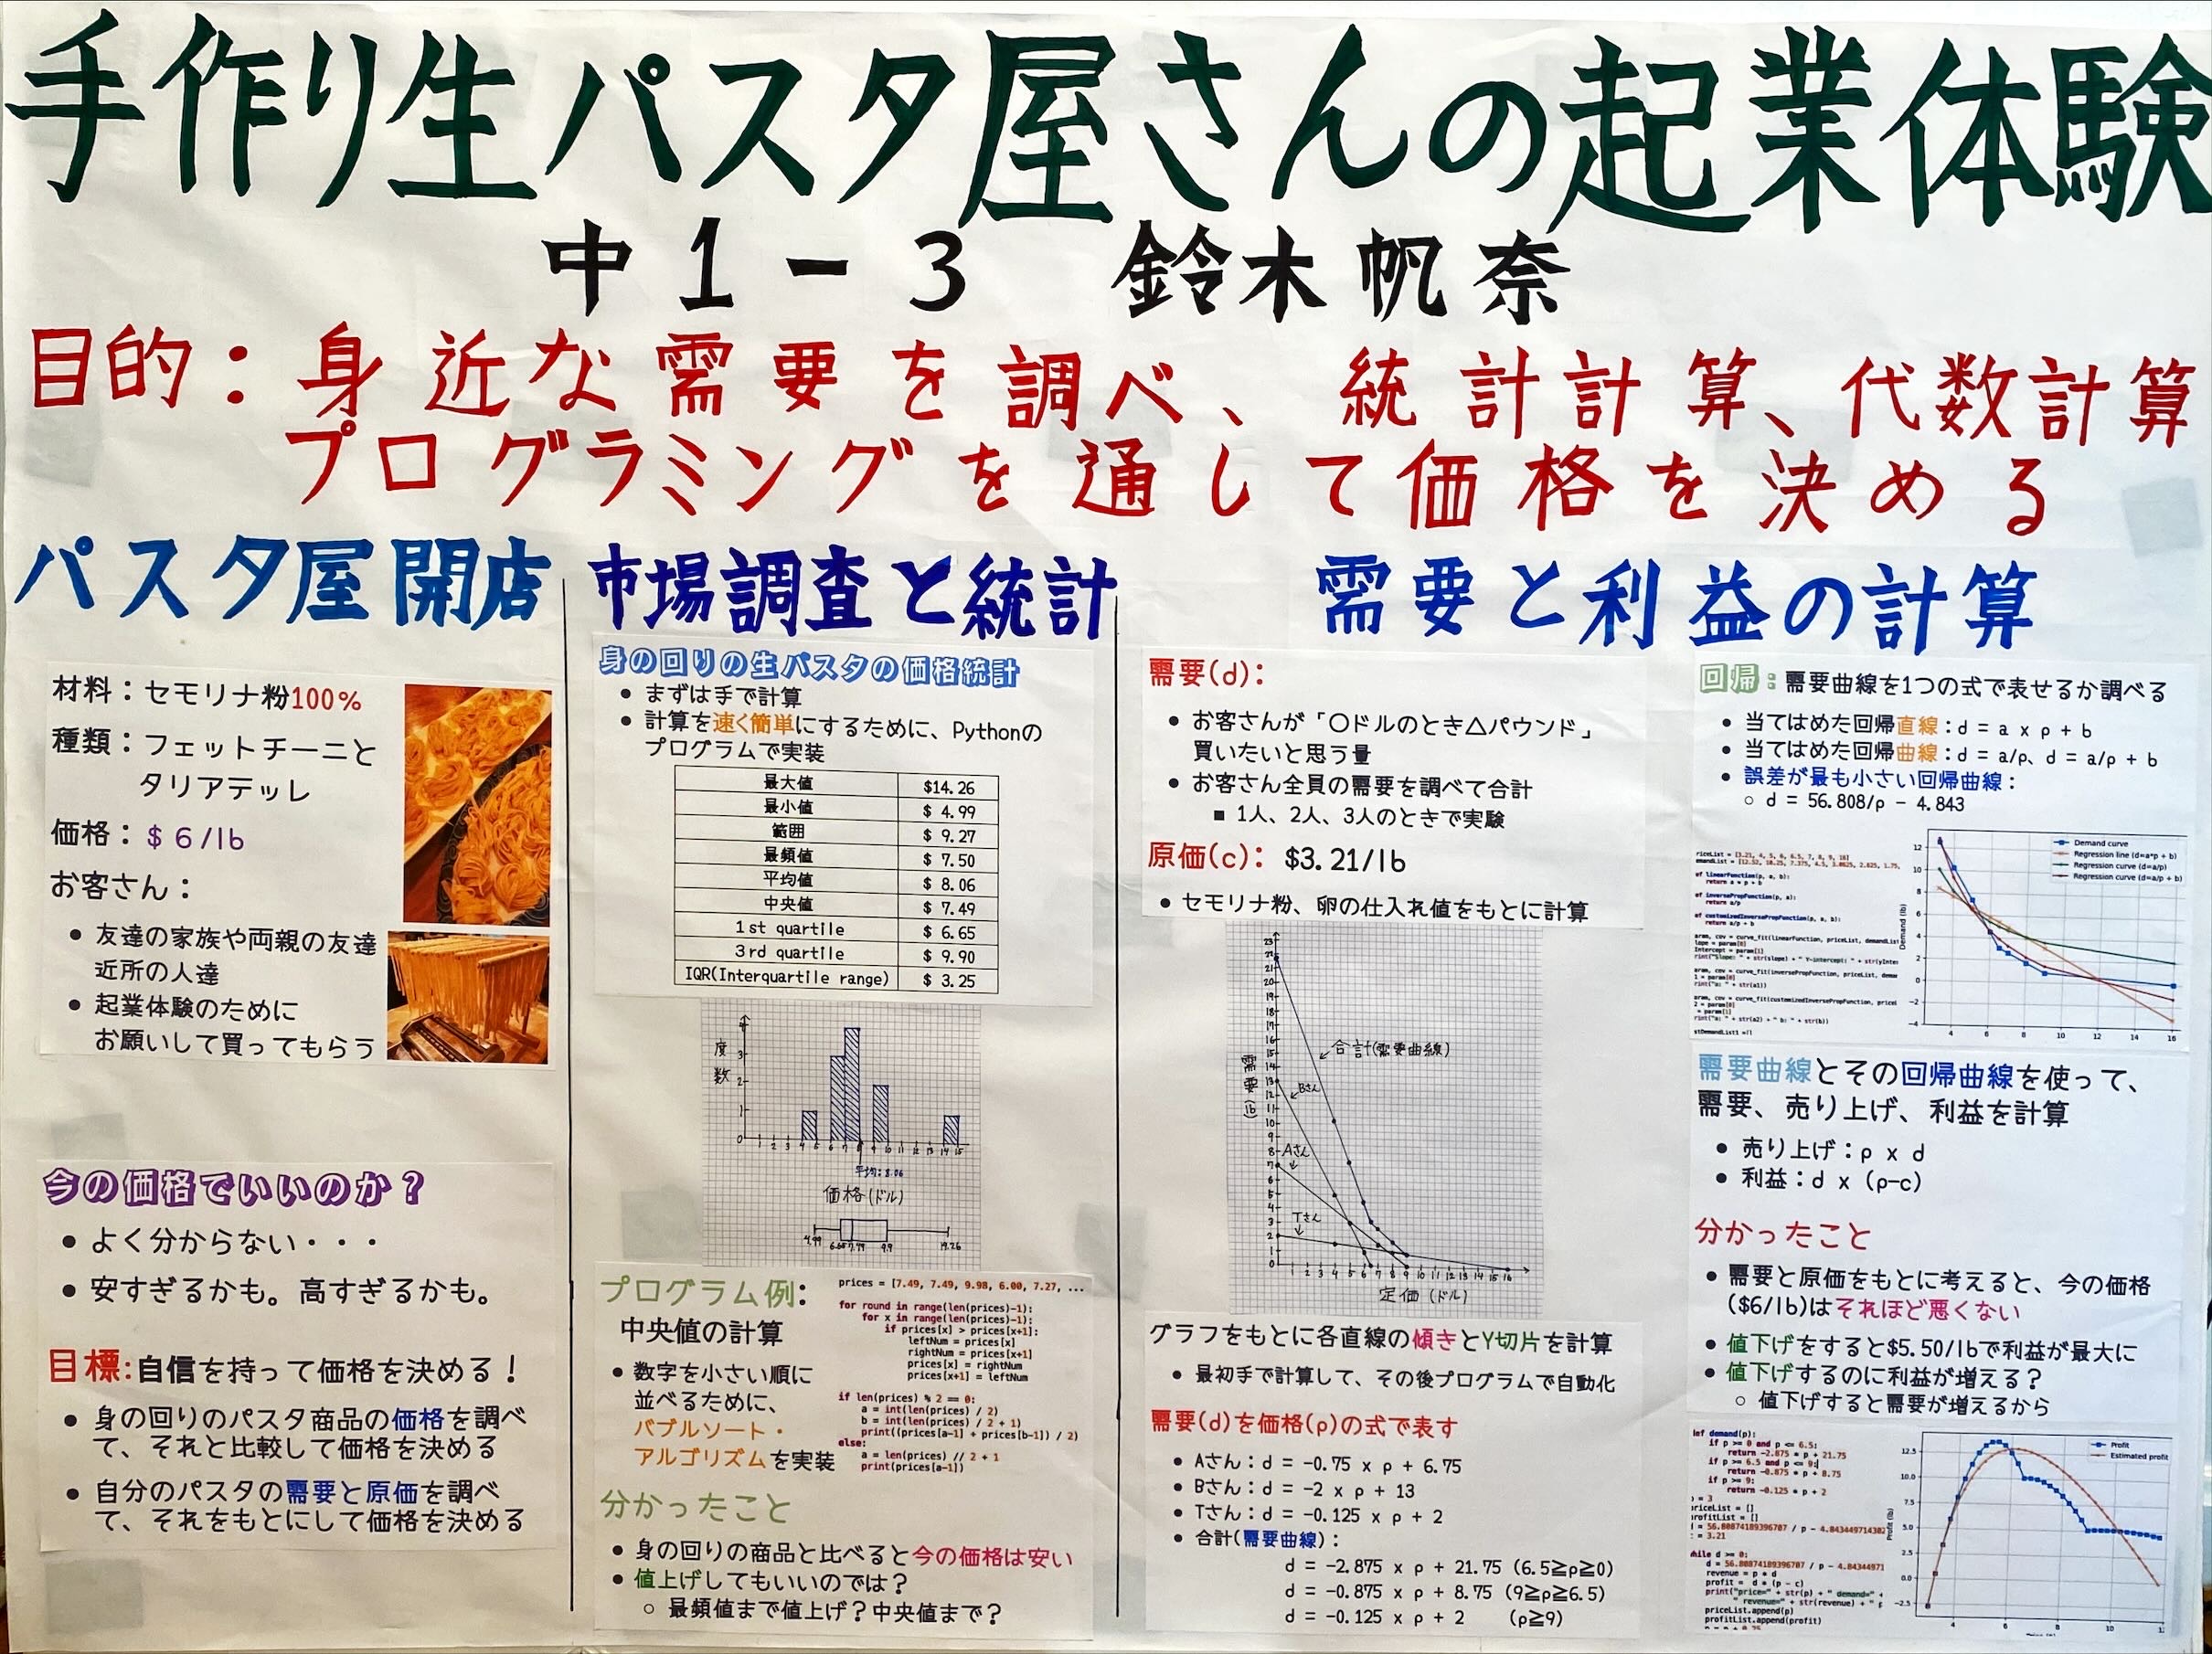 手作り生パスタ屋さんの起業体験
中1-3 鈴木帆奈
目的：身近な需要を調べ、統計計算、代数計算
プログラミングを通して価格を決める
パスタ屋開店
材料：セモリナ粉100%
種類：フェットチーニと
タリアテッレ
価格：$6/lb
お客さん：
● 友達の家族や両親の友達
近所の人達
● 起業体験のために
お願いして買ってもらう
今の価格でいいのか？
● よく分からない・・・
● 安すぎるかも。高すぎるかも。
目標:自信を持って価格を決める！
● 身の回りのパスタ商品の価格を調べ
て、それと比較して価格を決める
● 自分のパスタの需要と原価を調べ
て、それをもとにして価格を決める
市場調査と統計
身の回りの生パスタの価格統計
● まずは手で計算
● 計算を速く簡単にするために、Pythonの
プログラムで実装
最大値 $14.26
最小値 $ 4.99
範囲 $ 9.27
最頻値 $ 7.50
平均値 $ 8.06
中央値 $ 7.49
1st quartile $ 6.65
3rd quartile $ 9.90
IQR(Interquartile range) $ 3.25
度数
4
3
2
1
0
1 2 3 4 5 6 7 8 9 10 11 12 13 14 15
平均：8.06
価格(ドル)
4.99 6.65 7.49 9.9 14.26
プログラム例：
中央値の計算
● 数字を小さい順に
並べるために、
バブルソート・
アルゴリズムを実装
prices = [7.49, 7.49, 9.98, 6.00, 7.27, ...
for round in range(len(prices)-1):
for x in range(len(prices)-1):
if prices[x] > prices[x+1]:
leftNum = prices[x]
rightNum = prices[x+1]
prices[x] = rightNum
prices[x+1] = leftNum
if len(prices) % 2 == 0:
a = int(len(prices) / 2)
b = int(len(prices) / 2 + 1)
print((prices[a-1] + prices[b-1]) / 2)
else:
a = len(prices) // 2 + 1
print(prices[a-1])
分かったこと
● 身の回りの商品と比べると今の価格は安い
● 値上げしてもいいのでは？
○ 最頻値まで値上げ？中央値まで？
需要と利益の計算
需要(d)：
● お客さんが「〇ドルのとき△パウンド」
買いたいと思う量
● お客さん全員の需要を調べて合計
■ 1人、2人、3人のときで実験
原価(c)： $3.21/lb
● セモリナ粉、卵の仕入れ値をもとに計算
合計(需要曲線)
Bさん
Aさん
Tさん
定価(ドル)
グラフをもとに各直線の傾きとY切片を計算
● 最初手で計算して、その後プログラムで自動化
需要(d)を価格(p)の式で表す
● Aさん：d = -0.75 x p + 6.75
● Bさん：d = -2 x p + 13
● Tさん：d = -0.125 x p + 2
● 合計(需要曲線)：
d = -2.875 x p + 21.75 (6.5≧p≧0)
d = -0.875 x p + 8.75 (9≧p≧6.5)
d = -0.125 x p + 2 (p≧9)
回帰：需要曲線を1つの式で表せるか調べる
● 当てはめた回帰直線：d = a x p + b
● 当てはめた回帰曲線：d = a/p、d = a/p + b
● 誤差が最も小さい回帰曲線：
○ d = 56.808/p - 4.843
Demand curve
Regression line (d=a*p + b)
Regression curve (d=a/p)
Regression curve (d=a/p + b)
Demand (lb)
12
10
8
6
4
2
0
-2
-4
4 6 8 10 12 14 16
需要曲線とその回帰曲線を使って、
需要、売り上げ、利益を計算
● 売り上げ：p x d
● 利益：d x (p-c)
分かったこと
● 需要と原価をもとに考えると、今の価格
($6/lb)はそれほど悪くない
● 値下げをすると$5.50/lbで利益が最大に
● 値下げするのに利益が増える？
○ 値下げすると需要が増えるから
def demand(p):
if p >= 0 and p <= 6.5:
return -2.875 * p + 21.75
if p >= 6.5 and p <= 9:
return -0.875 * p + 8.75
if p >= 9:
return -0.125 * p + 2
while d >= 0:
revenue = p * d
profit = d * (p - c)
priceList.append(p)
profitList.append(profit)
Profit
Estimated profit
12.5
10.0
7.5
5.0
2.5
0.0
-2.5
4 6 8 10